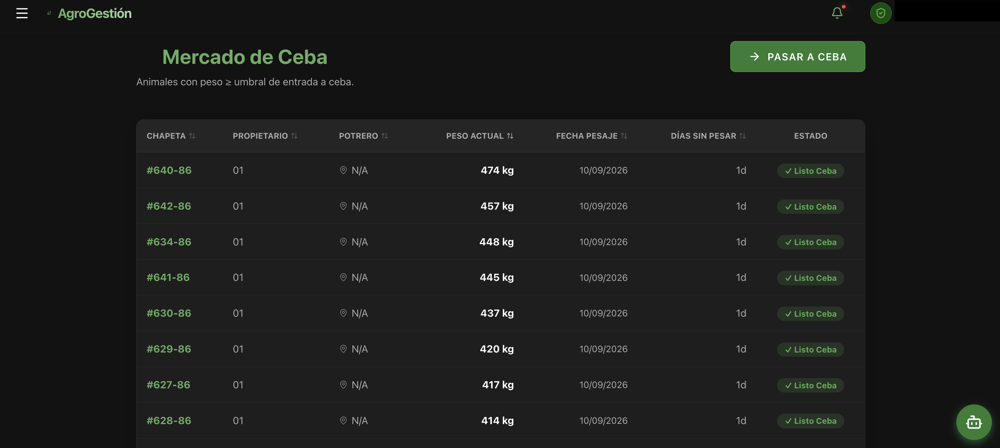 AgroGestión
Mercado de Ceba
PASAR A CEBA
Animales con peso ≥ umbral de entrada a ceba.
CHAPETA PROPIETARIO POTRERO PESO ACTUAL FECHA PESAJE DÍAS SIN PESAR ESTADO
#640-86 01 N/A 474 kg 10/09/2026 1d ✓ Listo Ceba
#642-86 01 N/A 457 kg 10/09/2026 1d ✓ Listo Ceba
#634-86 01 N/A 448 kg 10/09/2026 1d ✓ Listo Ceba
#641-86 01 N/A 445 kg 10/09/2026 1d ✓ Listo Ceba
#630-86 01 N/A 437 kg 10/09/2026 1d ✓ Listo Ceba
#629-86 01 N/A 420 kg 10/09/2026 1d ✓ Listo Ceba
#627-86 01 N/A 417 kg 10/09/2026 1d ✓ Listo Ceba
#628-86 01 N/A 414 kg 10/09/2026 1d ✓ Listo Ceba